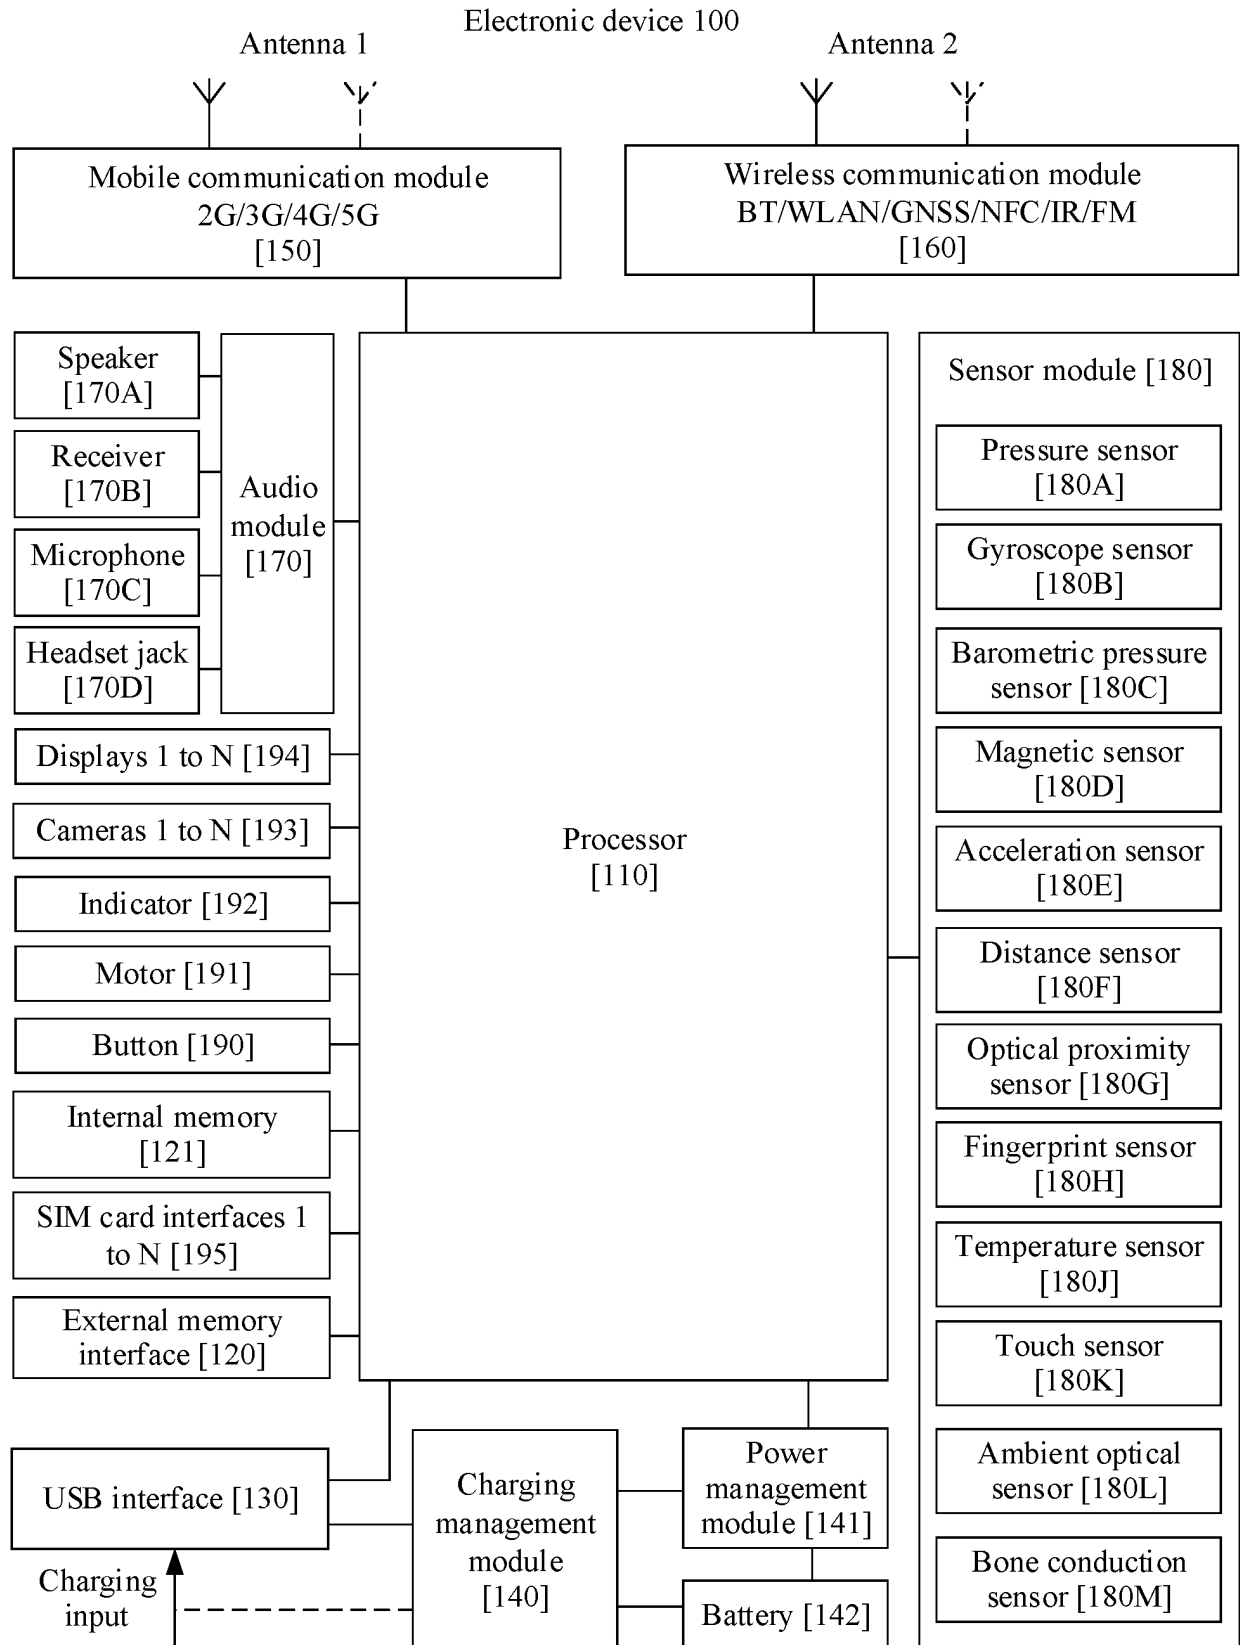 Electronic device 100
Antenna 1
Antenna 2
Mobile communication module
2G/3G/4G/5G
[150]
Wireless communication module
BT/WLAN/GNSS/NFC/IR/FM
[160]
Speaker
[170A]
Receiver
[170B]
Microphone
[170C]
Headset jack
[170D]
Audio
module
[170]
Displays 1 to N [194]
Cameras 1 to N [193]
Indicator [192]
Motor [191]
Button [190]
Internal memory
[121]
SIM card interfaces 1
to N [195]
External memory
interface [120]
Processor
[110]
Sensor module [180]
Pressure sensor
[180A]
Gyroscope sensor
[180B]
Barometric pressure
sensor [180C]
Magnetic sensor
[180D]
Acceleration sensor
[180E]
Distance sensor
[180F]
Optical proximity
sensor [180G]
Fingerprint sensor
[180H]
Temperature sensor
[180J]
Touch sensor
[180K]
Ambient optical
sensor [180L]
Bone conduction
sensor [180M]
USB interface [130]
Charging
input
Charging
management
module
[140]
Power
management
module [141]
Battery [142]